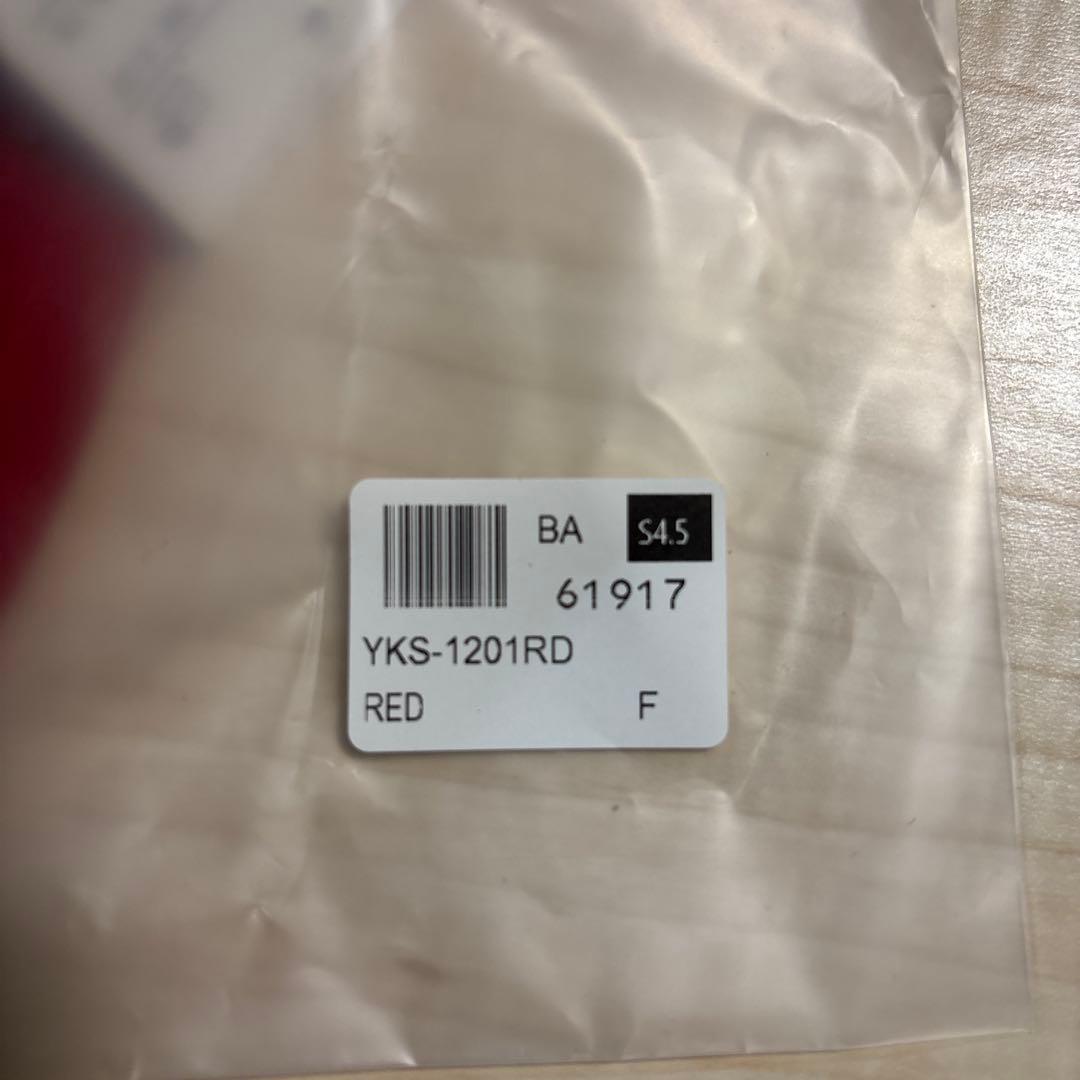 BA S4.5
61917
YKS-1201RD
RED F